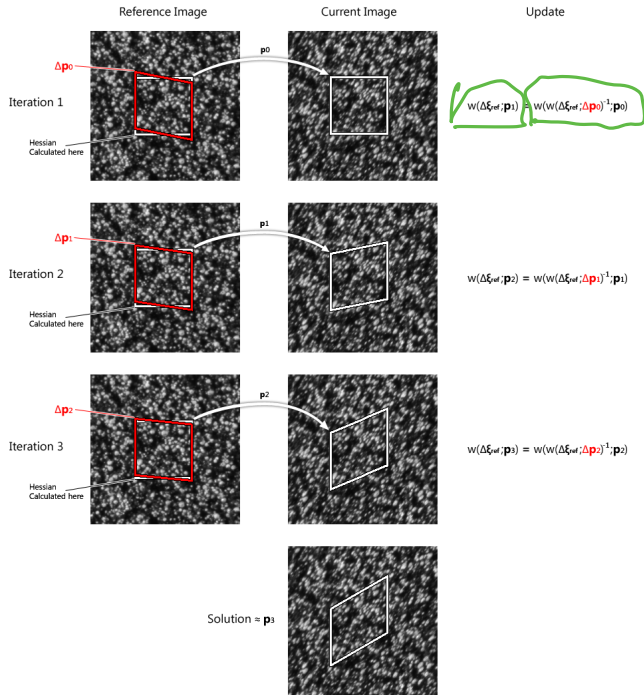 Reference Image Current Image Update
Δp0
p0
Iteration 1
w(Δξref;p1) = w(w(Δξref;Δp0)-1;p0)
Hessian
Calculated here
Δp1
p1
Iteration 2
w(Δξref;p2) = w(w(Δξref;Δp1)-1;p1)
Hessian
Calculated here
Δp2
p2
Iteration 3
w(Δξref;p3) = w(w(Δξref;Δp2)-1;p2)
Hessian
Calculated here
Solution ≈ p3